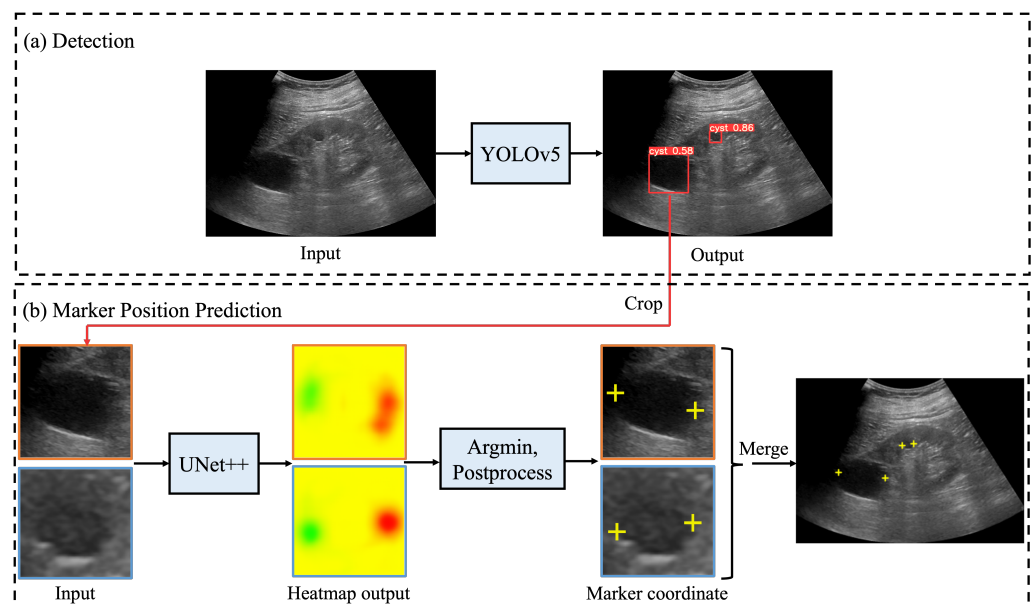 (a) Detection
cyst 0.86
cyst 0.58
YOLOv5
Input
Output
Crop
(b) Marker Position Prediction
UNet++
Argmin,
Postprocess
Merge
Input
Heatmap output
Marker coordinate